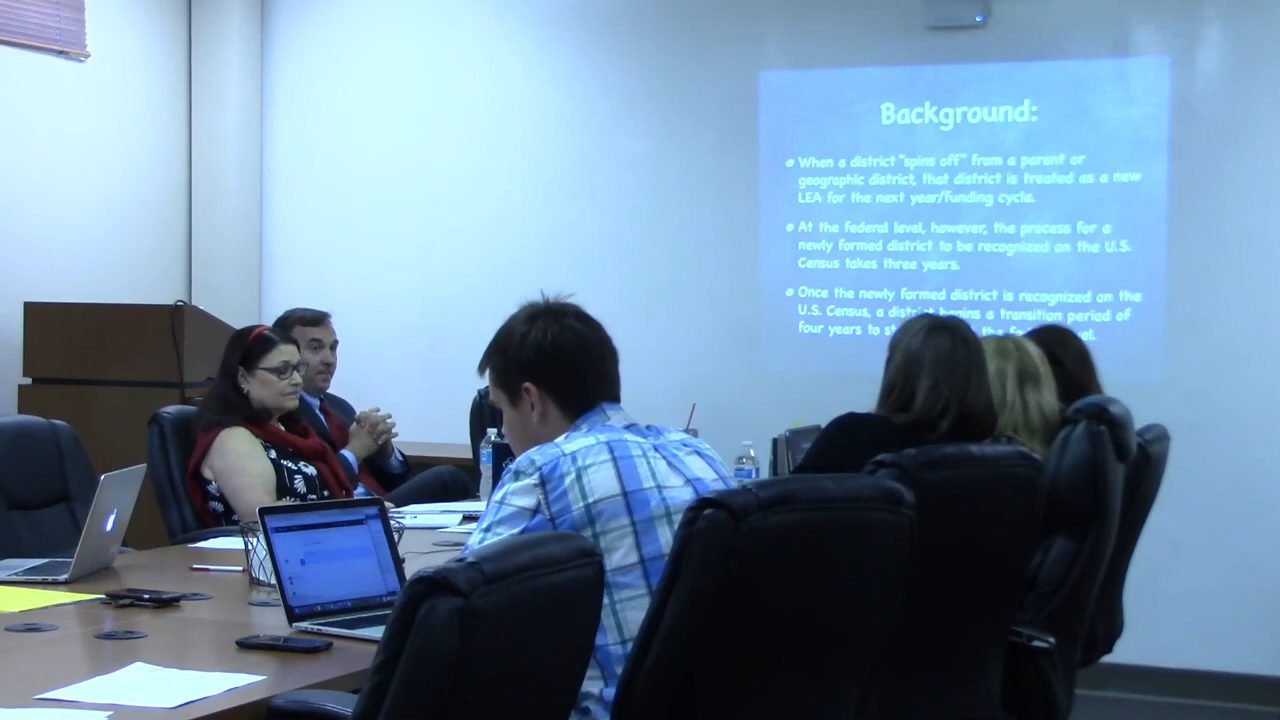 Background:
When a district "spins off" from a parent or
geographic district, that district is treated as a new
LEA for the next year/funding cycle.
At the federal level, however, the process for a
newly formed district to be recognized on the U.S.
Census takes three years.
Once the newly formed district is recognized on the
U.S. Census, a district begins a transition period of
four years to the